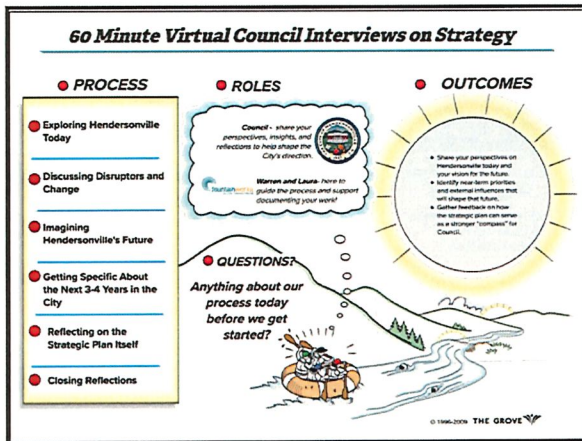 60 Minute Virtual Council Interviews on Strategy
PROCESS
Exploring Hendersonville
Today
Discussing Disruptors and
Change
Imagining
Hendersonville's Future
Getting Specific About
the Next 3-4 Years in the
City
Reflecting on the
Strategic Plan Itself
Closing Reflections
ROLES
Council - share your
perspectives, insights, and
reflections to help shape the
City's direction.
Warren and Laura- here to
guide the process and support
documenting your work!
QUESTIONS?
Anything about our
process today
before we get
started?
OUTCOMES
Share your perspectives on
Hendersonville today and
your vision for the future.
Identify near-term priorities
and external influences that
will shape that future.
Gather feedback on how
the strategic plan can serve
as a stronger "compass" for
Council.
© 1996-2009 THE GROVE